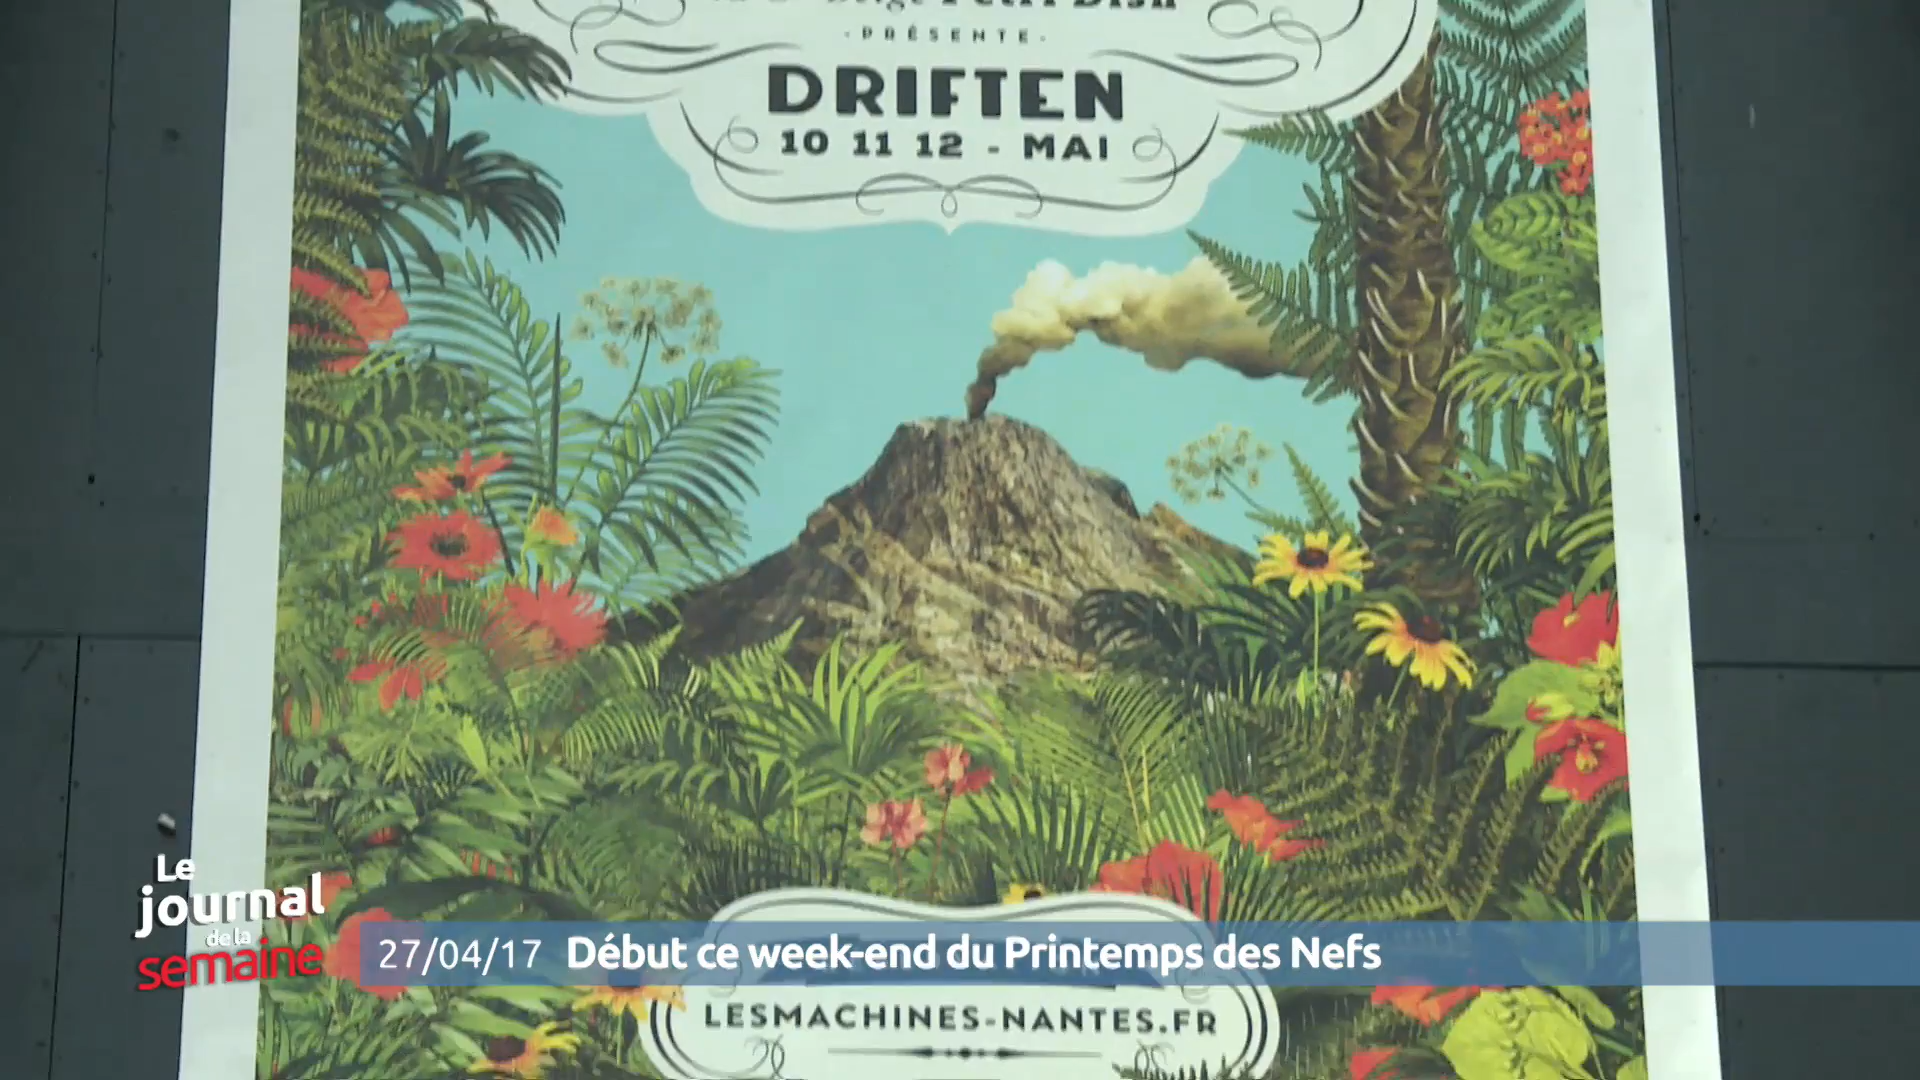 PRÉSENTE
DRIFTEN
10 11 12 - MAI
Le
journal
de la
semaine
27/04/17 Début ce week-end du Printemps des Nefs
LESMACHINES-NANTES.FR